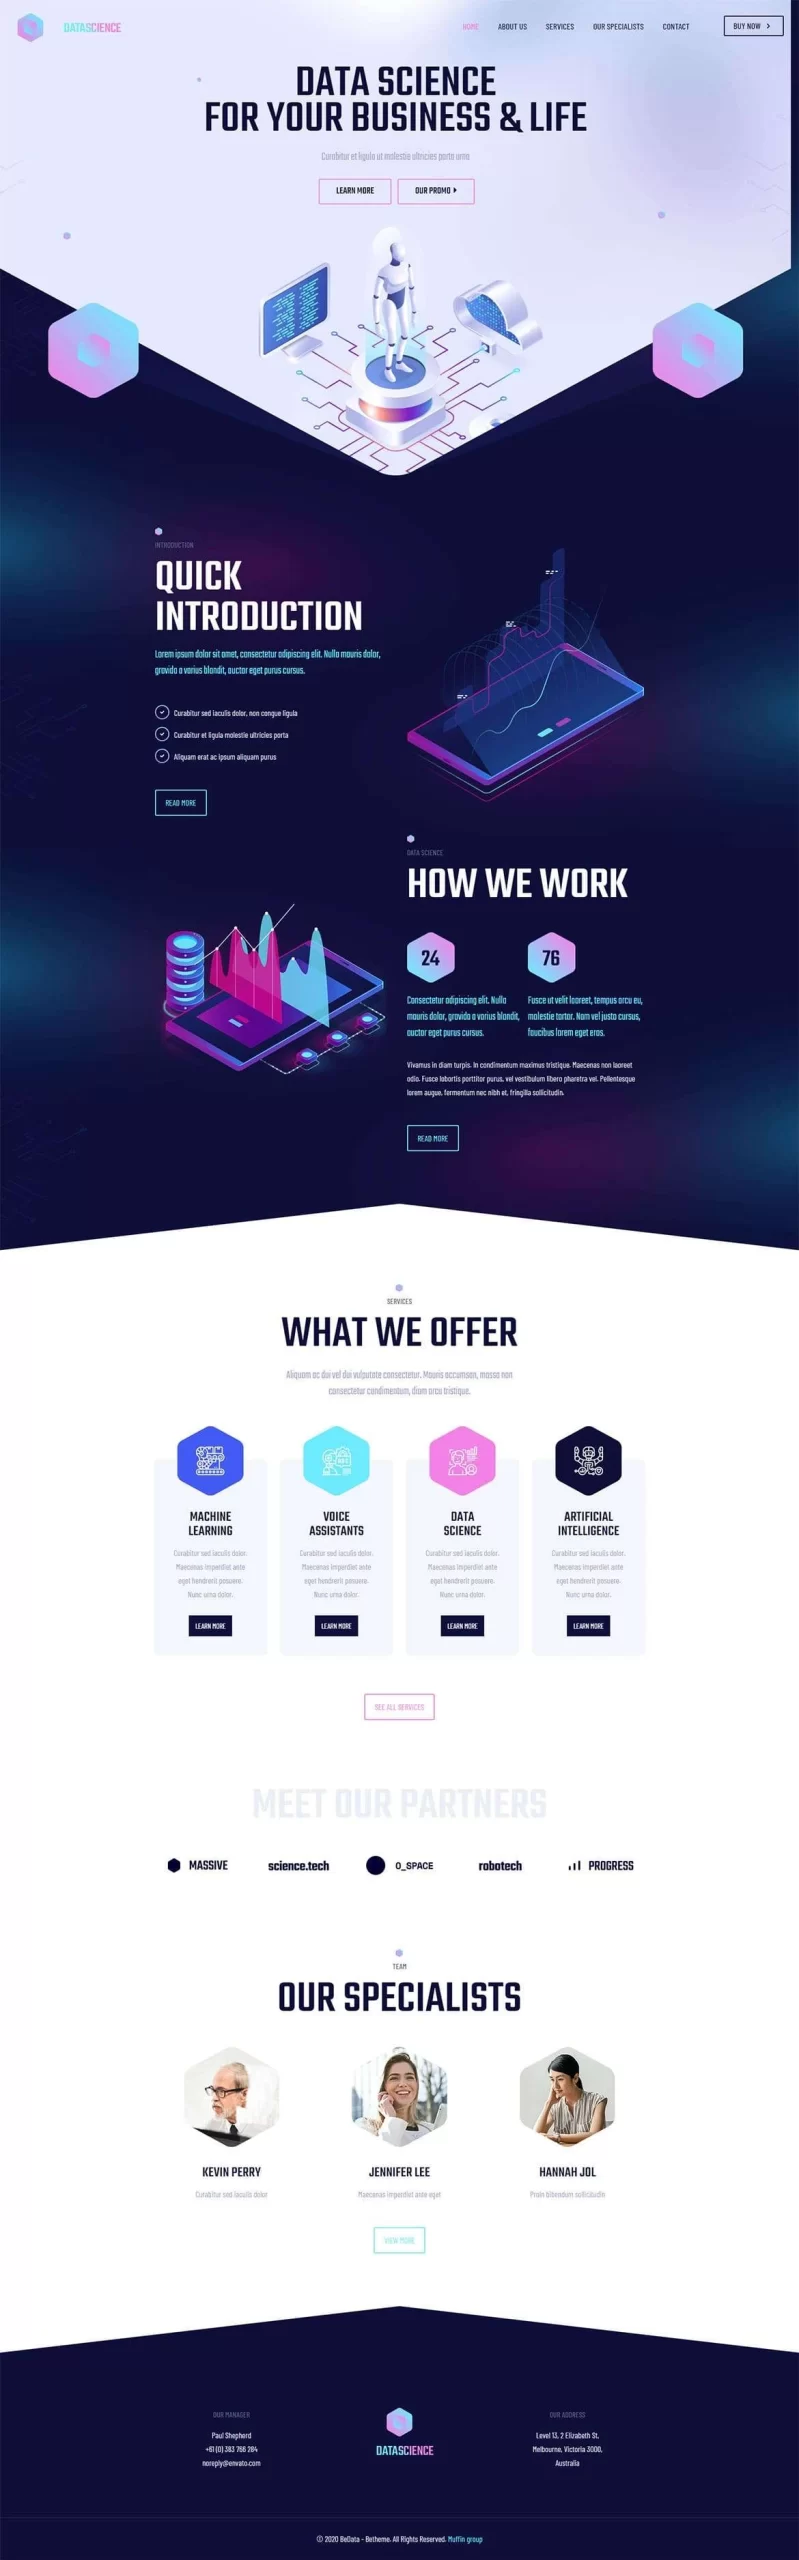 DATASCIENCE
HOME
ABOUT US
SERVICES
OUR SPECIALISTS
CONTACT
BUY NOW
DATA SCIENCE
FOR YOUR BUSINESS & LIFE
Curabitur et ligula ut molestie ultricies porta urna
LEARN MORE
OUR PROMO
INTRODUCTION
QUICK
INTRODUCTION
Lorem ipsum dolor sit amet, consectetur adipiscing elit. Nulla mauris dolor,
gravida a varius blandit, auctor eget purus cursus.
Curabitur sed iaculis dolor, non congue ligula
Curabitur et ligula molestie ultricies porta
Aliquam erat ac ipsum aliquam purus
READ MORE
DATA SCIENCE
HOW WE WORK
24
76
Consectetur adipiscing elit. Nulla
mauris dolor, gravida a varius blandit,
auctor eget purus cursus.
Fusce ut velit laoreet, tempus arcu eu,
molestie tortor. Nam vel justo cursus,
faucibus lorem eget eros.
Vivamus in diam turpis. In condimentum maximus tristique. Maecenas non laoreet
odio. Fusce lobortis porttitor purus, vel vestibulum libero pharetra vel. Pellentesque
lorem augue, fermentum nec nibh et, fringilla sollicitudin.
READ MORE
SERVICES
WHAT WE OFFER
Aliquam ac dui vel dui vulputate consectetur. Mauris accumsan, massa non
consectetur condimentum, diam arcu tristique.
MACHINE
LEARNING
Curabitur sed iaculis dolor.
Maecenas imperdiet ante
eget hendrerit posuere.
Nunc urna dolor.
LEARN MORE
VOICE
ASSISTANTS
Curabitur sed iaculis dolor.
Maecenas imperdiet ante
eget hendrerit posuere.
Nunc urna dolor.
LEARN MORE
DATA
SCIENCE
Curabitur sed iaculis dolor.
Maecenas imperdiet ante
eget hendrerit posuere.
Nunc urna dolor.
LEARN MORE
ARTIFICIAL
INTELLIGENCE
Curabitur sed iaculis dolor.
Maecenas imperdiet ante
eget hendrerit posuere.
Nunc urna dolor.
LEARN MORE
SEE ALL SERVICES
MEET OUR PARTNERS
MASSIVE
science.tech
O_SPACE
robotech
PROGRESS
TEAM
OUR SPECIALISTS
KEVIN PERRY
Curabitur sed iaculis dolor
JENNIFER LEE
Maecenas imperdiet ante eget
HANNAH JOL
Proin bibendum sollicitudin
VIEW MORE
OUR MANAGER
Paul Shepherd
+61 (0) 383 766 284
noreply@envato.com
DATASCIENCE
OUR ADDRESS
Level 13, 2 Elizabeth St,
Melbourne, Victoria 3000,
Australia
© 2020 BeData - Betheme. All Rights Reserved. Muffin group